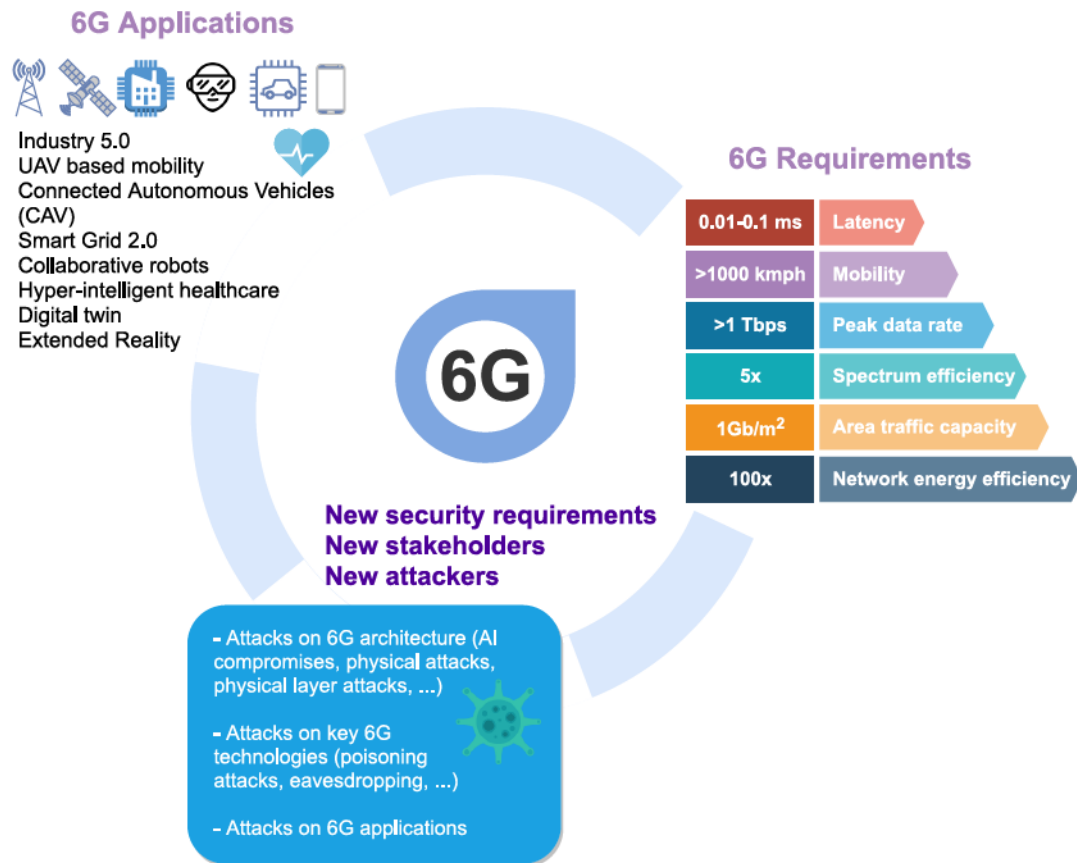 6G Applications
Industry 5.0
UAV based mobility
Connected Autonomous Vehicles
(CAV)
Smart Grid 2.0
Collaborative robots
Hyper-intelligent healthcare
Digital twin
Extended Reality
6G Requirements
0.01-0.1 ms Latency
>1000 kmph Mobility
>1 Tbps Peak data rate
5x Spectrum efficiency
1Gb/m² Area traffic capacity
100x Network energy efficiency
6G
New security requirements
New stakeholders
New attackers
- Attacks on 6G architecture (AI
compromises, physical attacks,
physical layer attacks, ...)
- Attacks on key 6G
technologies (poisoning
attacks, eavesdropping, ...)
- Attacks on 6G applications